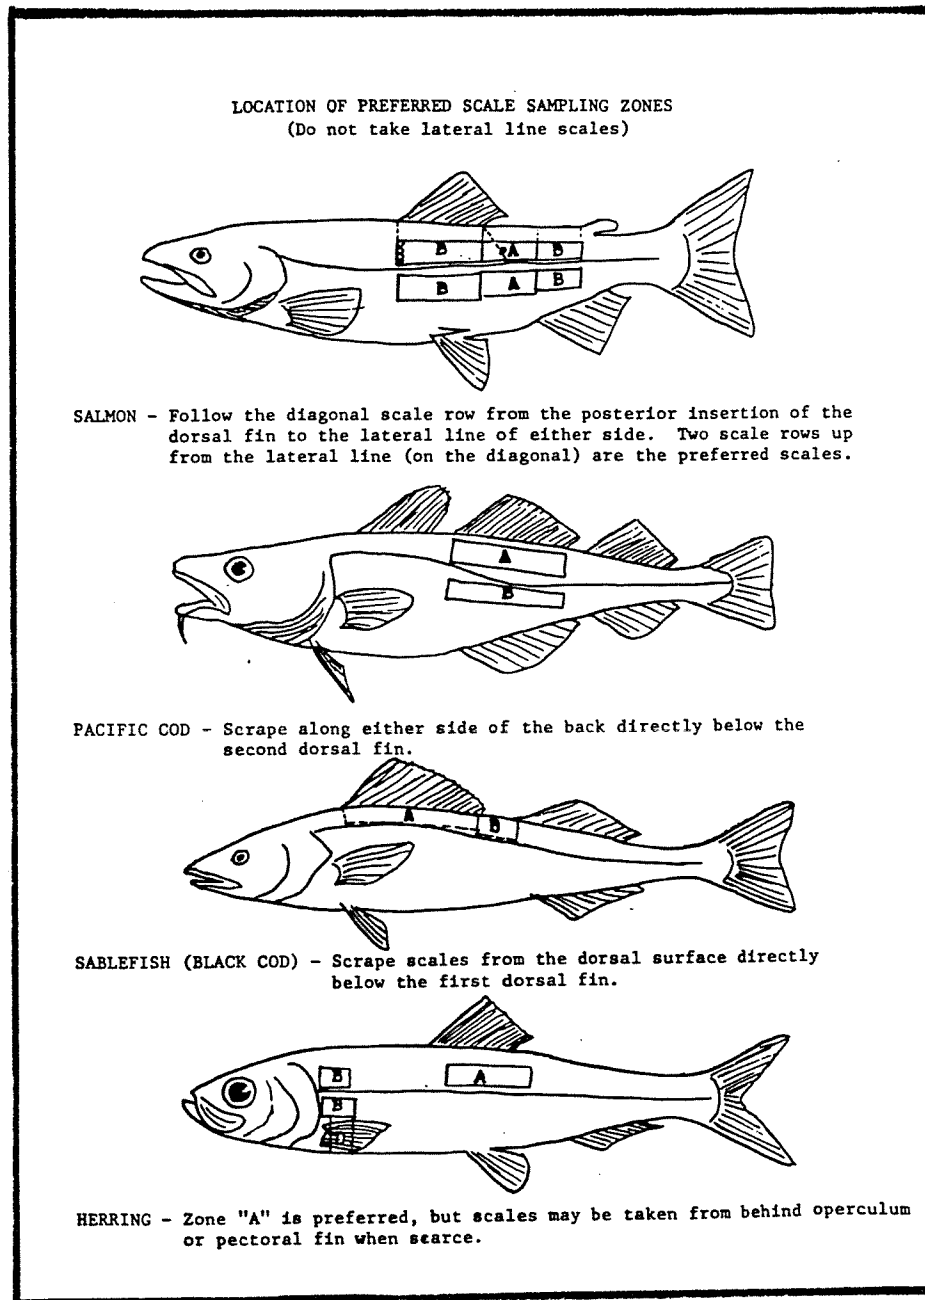 LOCATION OF PREFERRED SCALE SAMPLING ZONES
(Do not take lateral line scales)
B A B
B A B
SALMON - Follow the diagonal scale row from the posterior insertion of the
dorsal fin to the lateral line of either side. Two scale rows up
from the lateral line (on the diagonal) are the preferred scales.
A
B
PACIFIC COD - Scrape along either side of the back directly below the
second dorsal fin.
A B
SABLEFISH (BLACK COD) - Scrape scales from the dorsal surface directly
below the first dorsal fin.
B A
B
HERRING - Zone "A" is preferred, but scales may be taken from behind operculum
or pectoral fin when scarce.